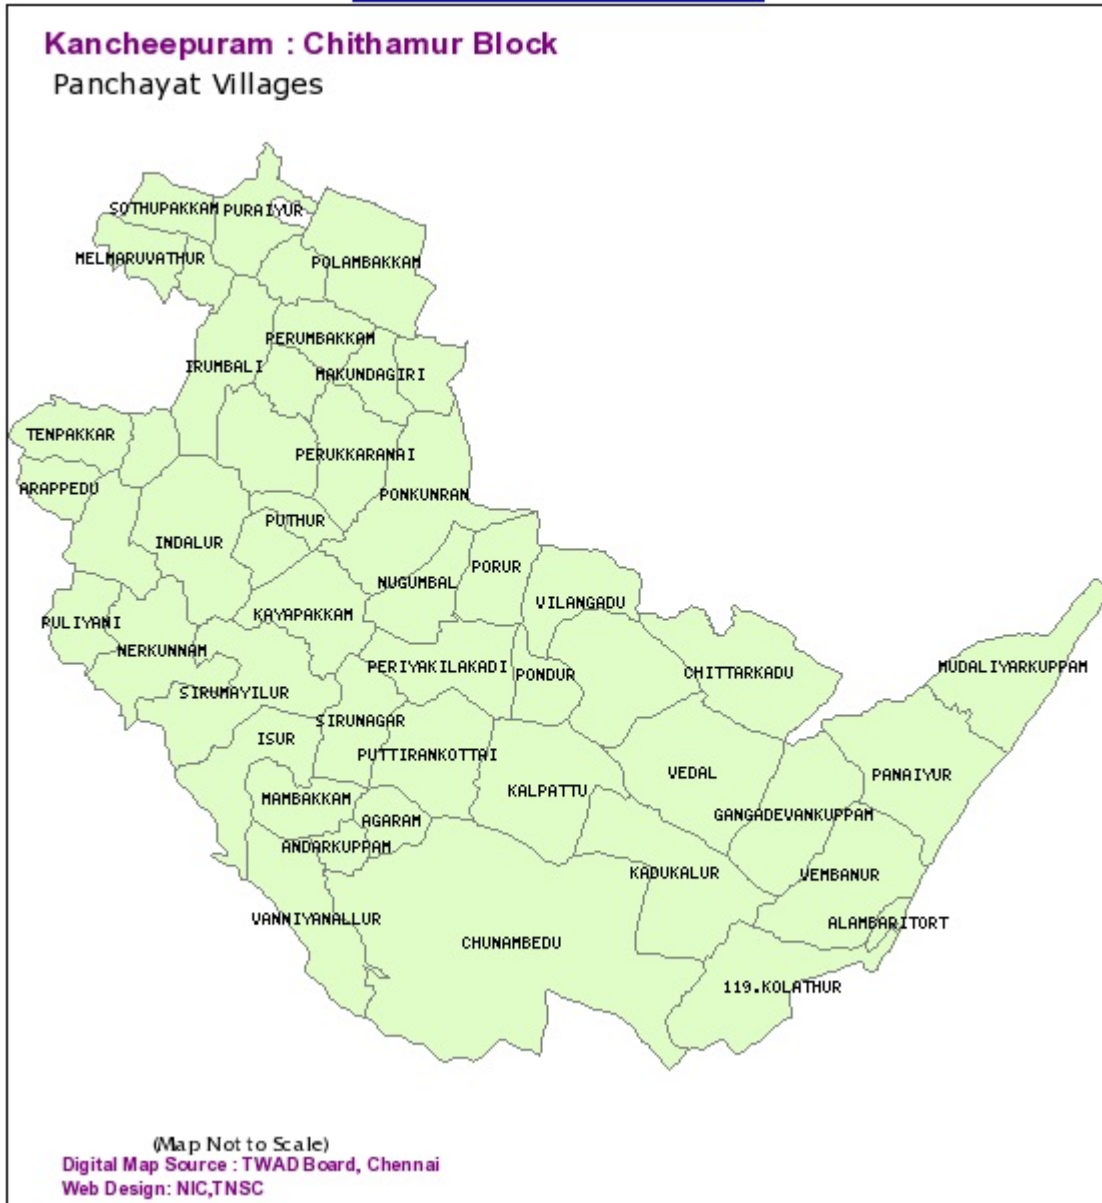 Kancheepuram : Chithamur Block
Panchayat Villages
SOTHUPAKKAM
PURAIYUR
MELMARUVATHUR
POLAMBAKKAM
PERUMBAKKAM
IRUMBALI
MAKUNDAGIRI
TENPAKKAR
PERUKKARANAI
ARAPPEDU
PONKUNRAN
PUTHUR
INDALUR
PORUR
NUGUMBAL
VILANGADU
KAYAPAKKAM
PULIYANI
NERKUNNAM
PERIYAKILAKADI
PONDUR
CHITTARKADU
MUDALIYARKUPPAM
SIRUMAYILUR
SIRUNAGAR
ISUR
PUTTIRANKOTTAI
VEDAL
PANAIYUR
KALPATTU
MAMBAKKAM
GANGADEVANKUPPAM
AGARAM
ANDARKUPPAM
KADUKALUR
VEMBANUR
VANNIYANALLUR
ALAMBARITORT
CHUNAMBEDU
119.KOLATHUR
(Map Not to Scale)
Digital Map Source : TWAD Board, Chennai
Web Design: NIC,TNSC